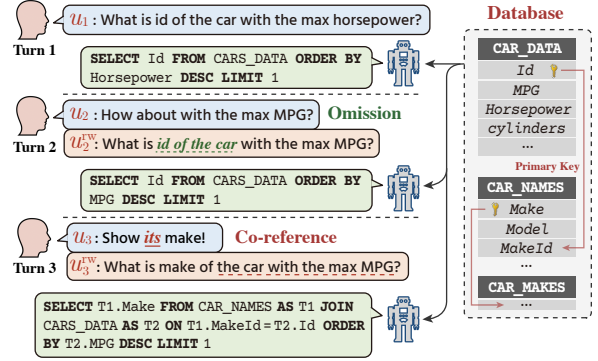 u1 : What is id of the car with the max horsepower?
Turn 1
SELECT Id FROM CARS_DATA ORDER BY
Horsepower DESC LIMIT 1
u2 : How about with the max MPG?
Omission
Turn 2
u2^rw : What is id of the car with the max MPG?
SELECT Id FROM CARS_DATA ORDER BY
MPG DESC LIMIT 1
u3 : Show its make!
Co-reference
Turn 3
u3^rw : What is make of the car with the max MPG?
SELECT T1.Make FROM CAR_NAMES AS T1 JOIN
CARS_DATA AS T2 ON T1.MakeId=T2.Id ORDER
BY T2.MPG DESC LIMIT 1
Database
CAR_DATA
Id
MPG
Horsepower
cylinders
...
Primary Key
CAR_NAMES
Make
Model
MakeId
...
CAR_MAKES
...